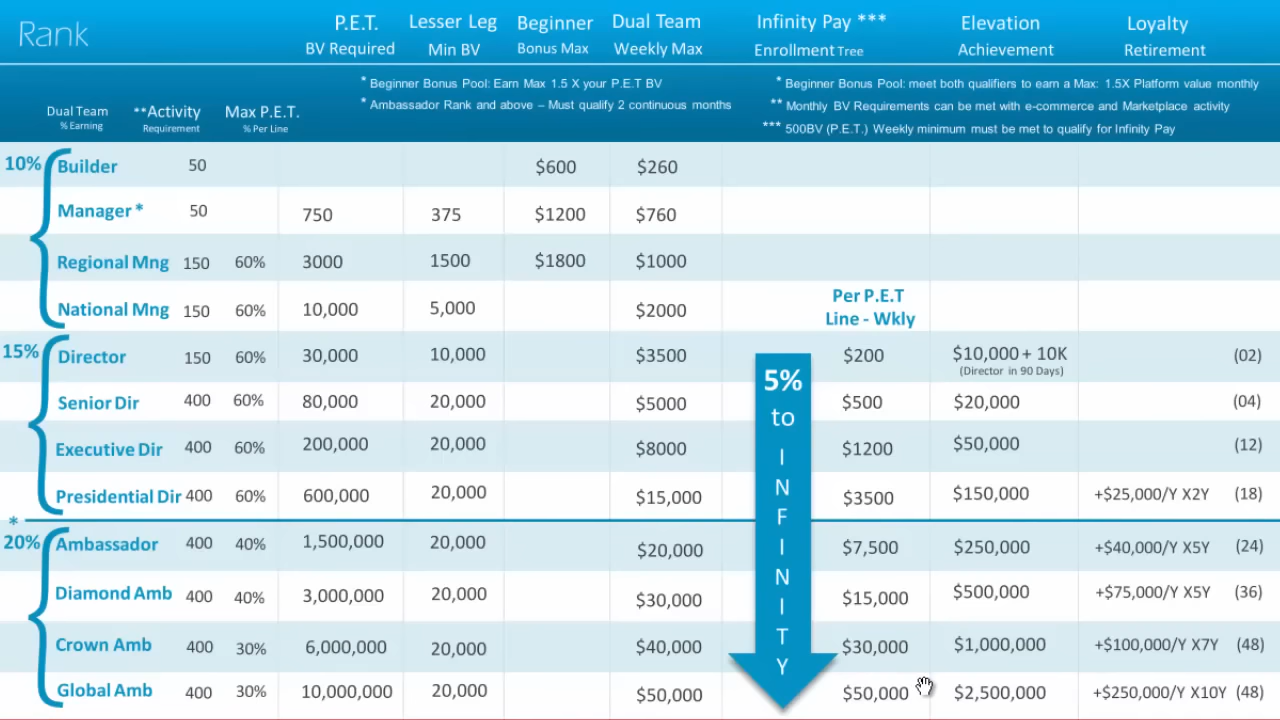 Rank
P.E.T. Lesser Leg Beginner Dual Team Infinity Pay *** Elevation Loyalty
BV Required Min BV Bonus Max Weekly Max Enrollment Tree Achievement Retirement
* Beginner Bonus Pool: Earn Max 1.5 X your P.E.T BV
* Ambassador Rank and above – Must qualify 2 continuous months
* Beginner Bonus Pool: meet both qualifiers to earn a Max: 1.5X Platform value monthly
** Monthly BV Requirements can be met with e-commerce and Marketplace activity
*** 500BV (P.E.T.) Weekly minimum must be met to qualify for Infinity Pay
Dual Team **Activity Max P.E.T.
% Earning Requirement % Per Line
10% Builder 50 $600 $260
Manager * 50 750 375 $1200 $760
Regional Mng 150 60% 3000 1500 $1800 $1000
National Mng 150 60% 10,000 5,000 $2000
Per P.E.T
Line - Wkly
15% Director 150 60% 30,000 10,000 $3500 $200 $10,000 + 10K (02)
(Director in 90 Days)
Senior Dir 400 60% 80,000 20,000 $5000 $500 $20,000 (04)
Executive Dir 400 60% 200,000 20,000 $8000 $1200 $50,000 (12)
Presidential Dir 400 60% 600,000 20,000 $15,000 $3500 $150,000 +$25,000/Y X2Y (18)
*
20% Ambassador 400 40% 1,500,000 20,000 $20,000 $7,500 $250,000 +$40,000/Y X5Y (24)
Diamond Amb 400 40% 3,000,000 20,000 $30,000 $15,000 $500,000 +$75,000/Y X5Y (36)
Crown Amb 400 30% 6,000,000 20,000 $40,000 $30,000 $1,000,000 +$100,000/Y X7Y (48)
Global Amb 400 30% 10,000,000 20,000 $50,000 $50,000 $2,500,000 +$250,000/Y X10Y (48)
5%
to
I
N
F
I
N
I
T
Y